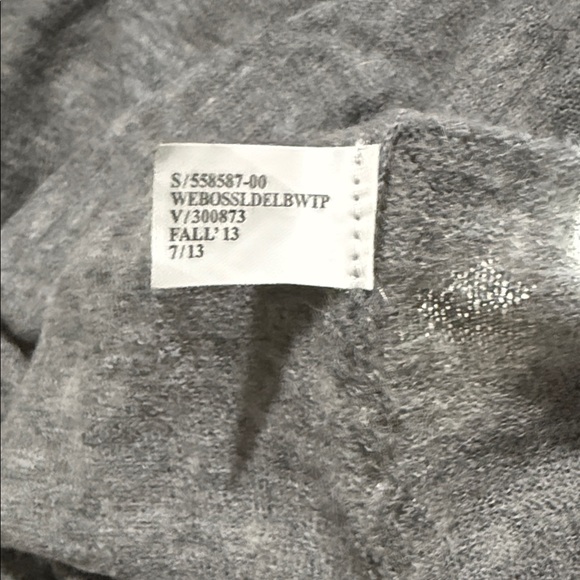 S/558587-00
WEBOSSLDELBWTP
V/300873
FALL' 13
7/13